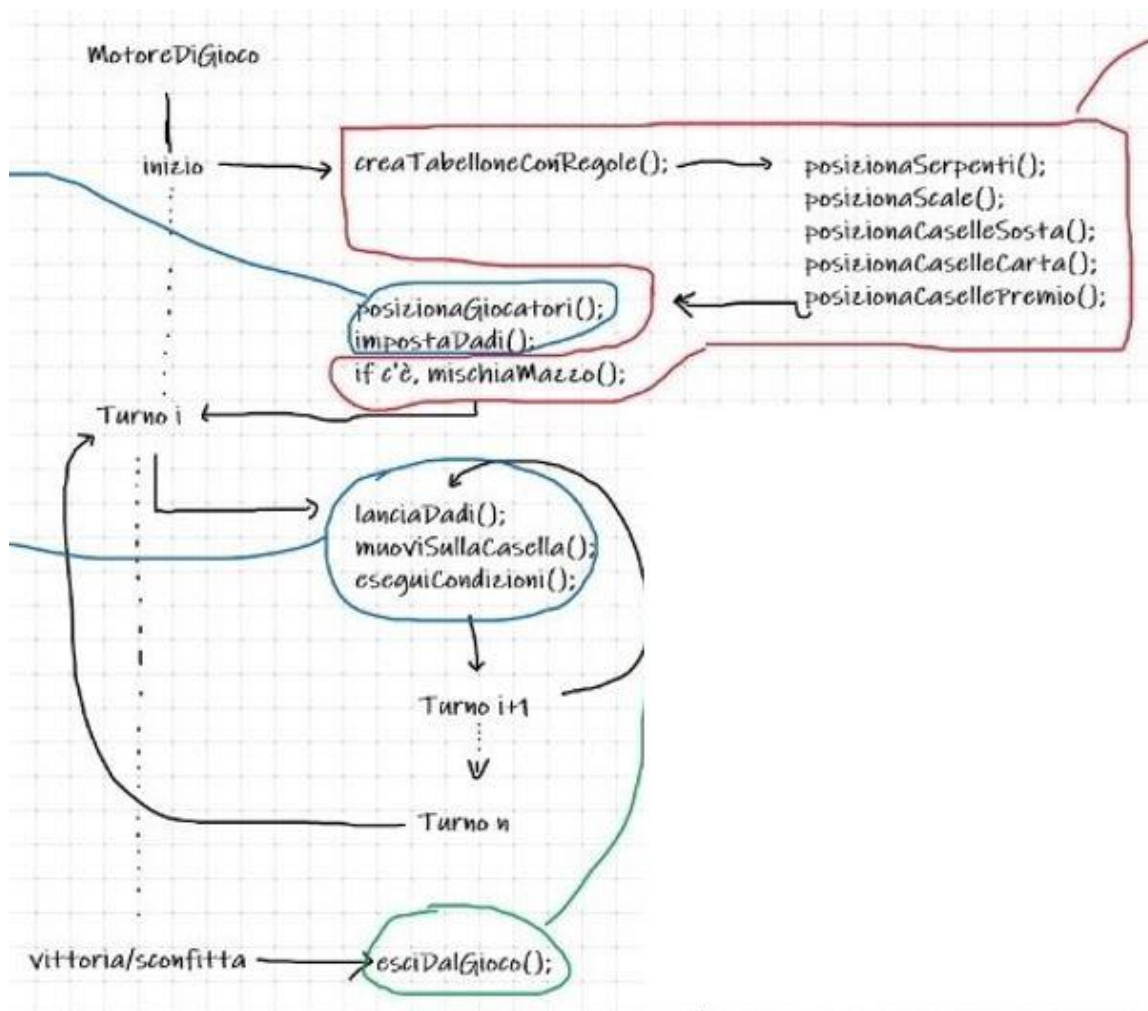 MotoreDiGioco
inizio
creaTabelloneConRegole();
posizionaSerpenti();
posizionaScale();
posizionaCaselleSosta();
posizionaCaselleCarta();
posizionaCasellePremio();
posizionaGiocatori();
impostaDadi();
if c'è, mischiaMazzo();
Turno i
lanciaDadi();
muoviSullaCasella();
eseguiCondizioni();
Turno i+1
Turno n
vittoria/sconfitta
esciDalGioco();